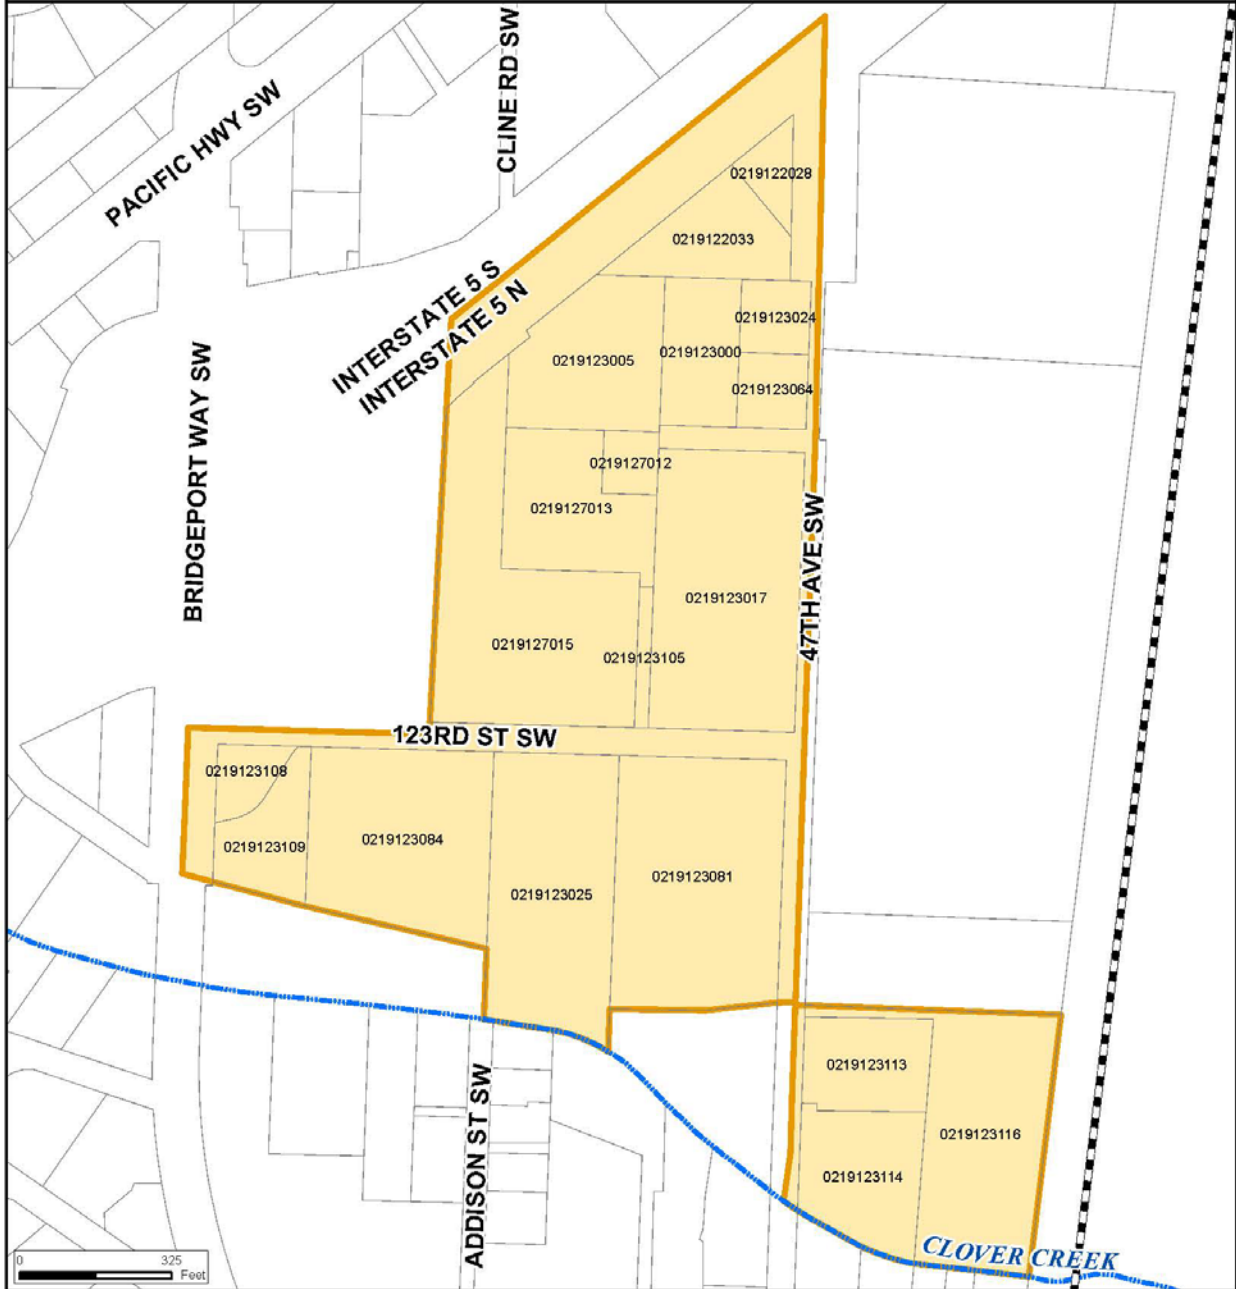 CLINE RD SW
PACIFIC HWY SW
0219122028
0219122033
INTERSTATE 5 S
INTERSTATE 5 N
0219123024
0219123000
0219123005
0219123064
BRIDGEPORT WAY SW
0219127012
0219127013
47TH AVE SW
0219123017
0219127015
0219123105
123RD ST SW
0219123108
0219123084
0219123109
0219123081
0219123025
0219123113
0219123116
0219123114
ADDISON ST SW
CLOVER CREEK
0 325
Feet